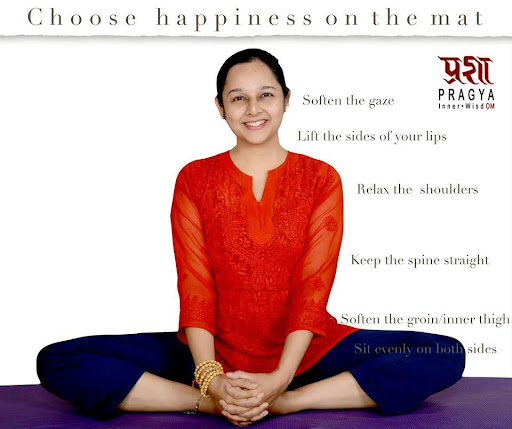 Choose happiness on the mat
प्रज्ञा
PRAGYA
Inner•WisdOM
Soften the gaze
Lift the sides of your lips
Relax the shoulders
Keep the spine straight
Soften the groin/inner thigh
Sit evenly on both sides